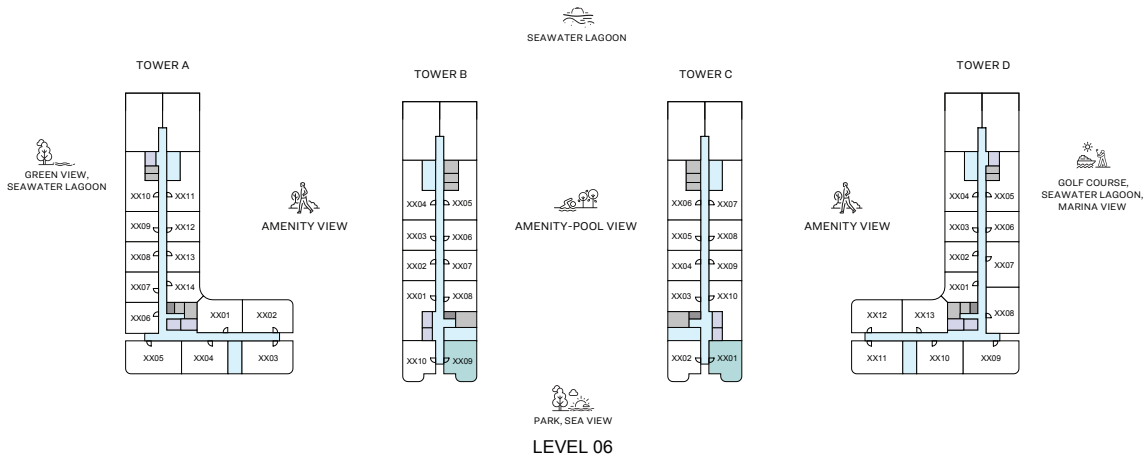 SEAWATER LAGOON
TOWER A
TOWER B
TOWER C
TOWER D
GREEN VIEW,
SEAWATER LAGOON
AMENITY VIEW
AMENITY-POOL VIEW
AMENITY VIEW
GOLF COURSE,
SEAWATER LAGOON,
MARINA VIEW
XX10 XX11
XX09 XX12
XX08 XX13
XX07 XX14
XX06 XX01 XX02
XX05 XX04 XX03
XX04 XX05
XX03 XX06
XX02 XX07
XX01 XX08
XX10 XX09
XX06 XX07
XX05 XX08
XX04 XX09
XX03 XX10
XX02 XX01
XX04 XX05
XX03 XX06
XX02 XX07
XX01
XX12 XX13 XX08
XX11 XX10 XX09
PARK, SEA VIEW
LEVEL 06